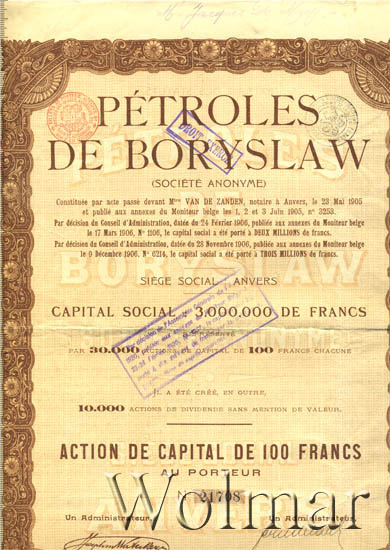 PÉTROLES
DE BORYSLAW
(SOCIÉTÉ ANONYME)
Constituée par acte passé devant Mtre VAN DE ZANDEN, notaire à Anvers, le 23 Mai 1905
et publié aux annexes du Moniteur belge les 1, 2 et 3 Juin 1905, no 3253.
Par décision du Conseil d'Administration, datée du 24 Février 1906, publiée aux annexes du Moniteur belge
le 17 Mars 1906, No 1106, le capital social a été porté à DEUX MILLIONS de francs.
Par décision du Conseil d'Administration, datée du 23 Novembre 1906, publiée aux annexes du Moniteur belge
le 9 Décembre 1906, No 6214, le capital social a été porté à TROIS MILLIONS de francs.
SIÈGE SOCIAL : ANVERS
CAPITAL SOCIAL : 3.000.000 DE FRANCS
PAR 30.000 ACTIONS DE CAPITAL DE 100 FRANCS CHACUNE
IL A ÉTÉ CRÉÉ, EN OUTRE,
10.000 ACTIONS DE DIVIDENDE SANS MENTION DE VALEUR.
ACTION DE CAPITAL DE 100 FRANCS
AU PORTEUR
No 21708
Un Administrateur, Un Administrateur,
Wolmar